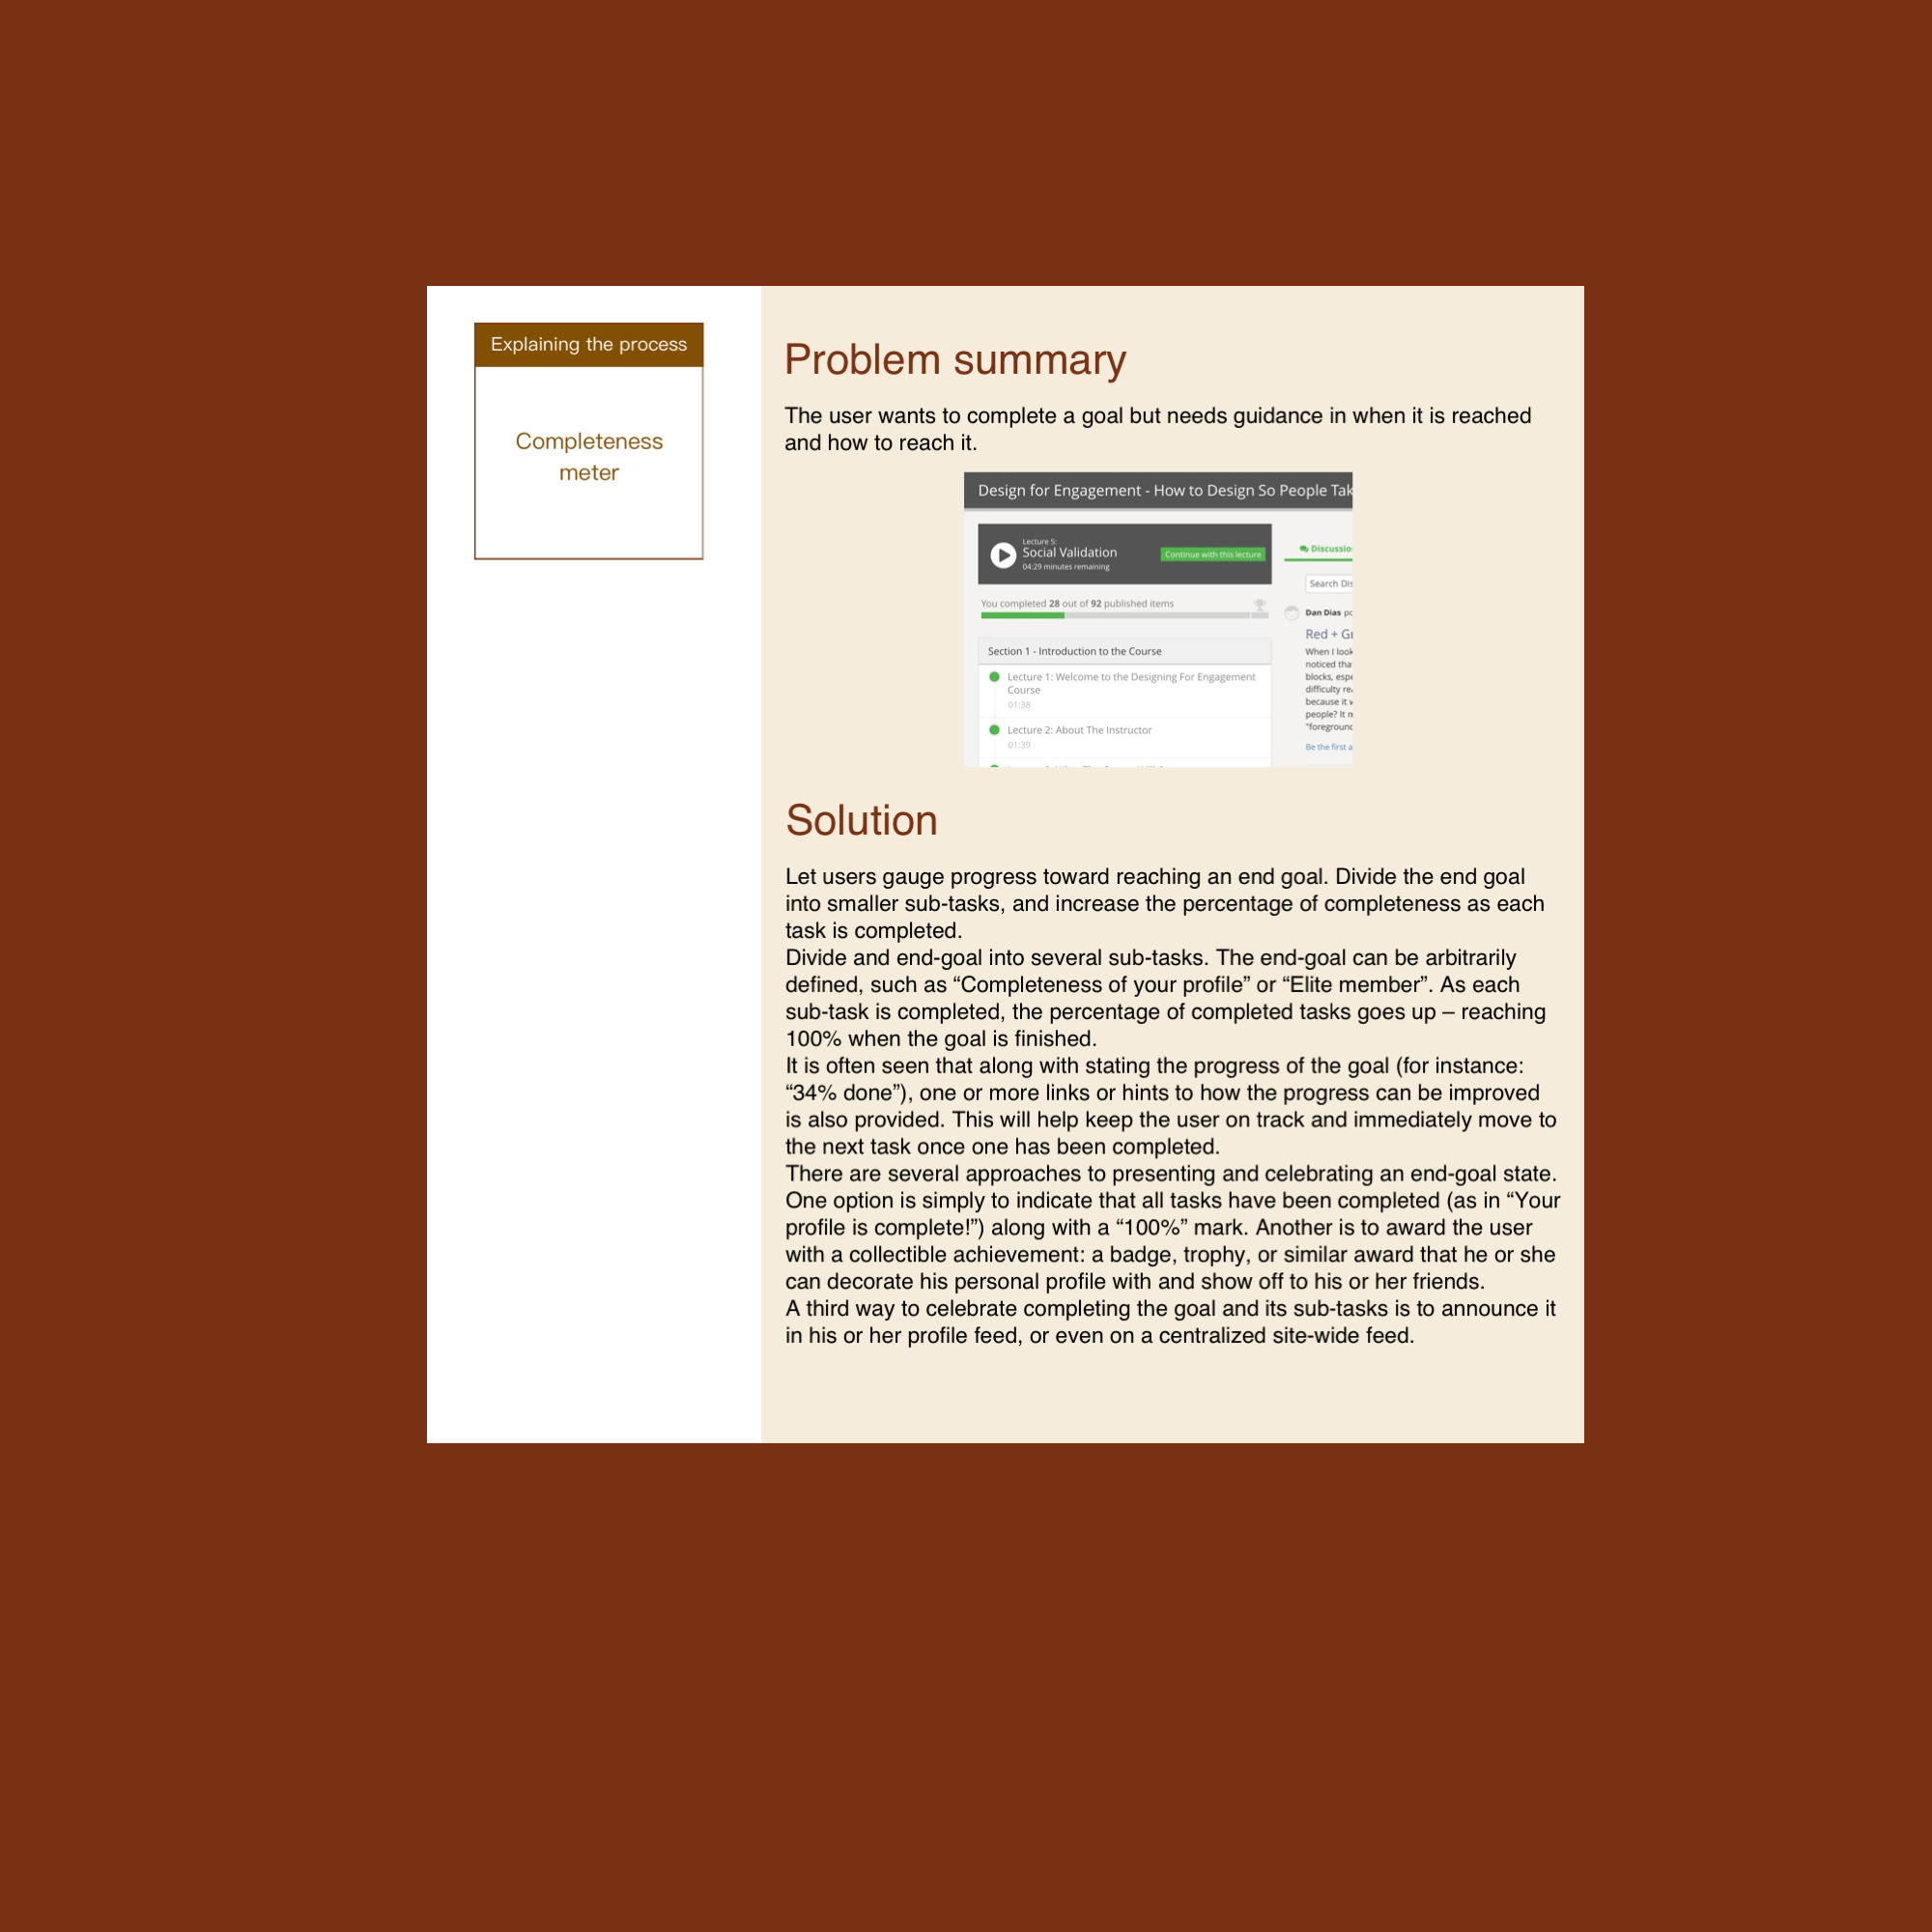 Explaining the process
Completeness
meter
Problem summary
The user wants to complete a goal but needs guidance in when it is reached
and how to reach it.
Design for Engagement - How to Design So People Tak
Lecture 5:
Social Validation
04:29 minutes remaining
Continue with this lecture
You completed 28 out of 92 published items
Section 1 - Introduction to the Course
Lecture 1: Welcome to the Designing For Engagement
Course
01:38
Lecture 2: About The Instructor
01:39
Discussio
Search Dis
Dan Dias po
Red + Gr
When I look
noticed tha
blocks, espe
difficulty re
because it
people? It
"foreground
Be the first a
Solution
Let users gauge progress toward reaching an end goal. Divide the end goal
into smaller sub-tasks, and increase the percentage of completeness as each
task is completed.
Divide and end-goal into several sub-tasks. The end-goal can be arbitrarily
defined, such as “Completeness of your profile” or “Elite member”. As each
sub-task is completed, the percentage of completed tasks goes up – reaching
100% when the goal is finished.
It is often seen that along with stating the progress of the goal (for instance:
“34% done”), one or more links or hints to how the progress can be improved
is also provided. This will help keep the user on track and immediately move to
the next task once one has been completed.
There are several approaches to presenting and celebrating an end-goal state.
One option is simply to indicate that all tasks have been completed (as in “Your
profile is complete!”) along with a “100%” mark. Another is to award the user
with a collectible achievement: a badge, trophy, or similar award that he or she
can decorate his personal profile with and show off to his or her friends.
A third way to celebrate completing the goal and its sub-tasks is to announce it
in his or her profile feed, or even on a centralized site-wide feed.